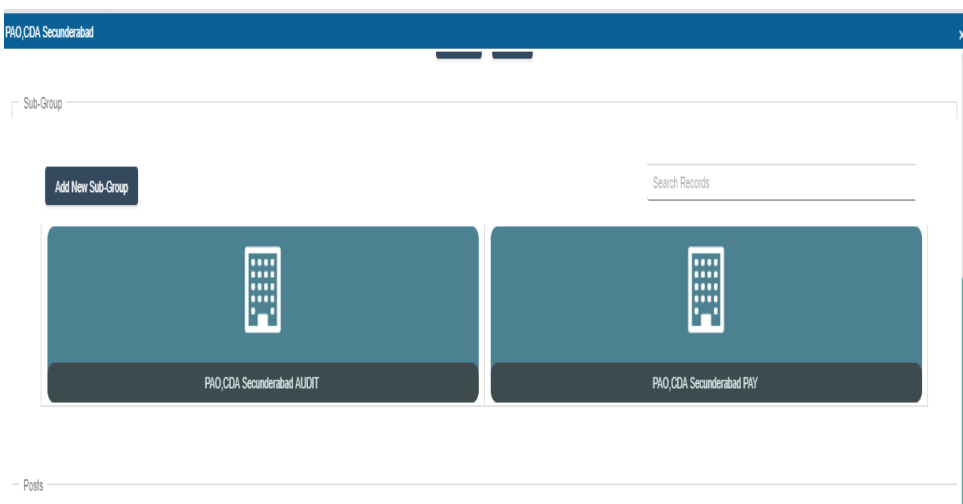 PAO,CDA Secunderabad
Sub-Group
Add New Sub-Group
Search Records
PAO,CDA Secunderabad AUDIT
PAO,CDA Secunderabad PAY
Posts